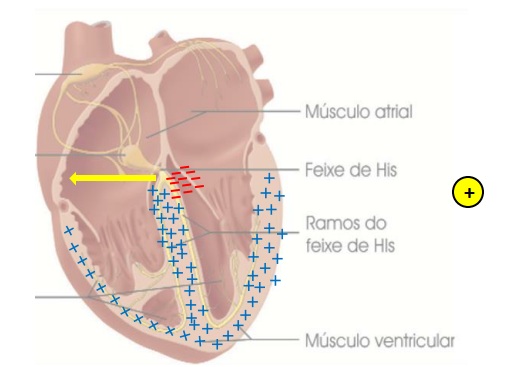 Músculo atrial
Feixe de His
Ramos do
feixe de HIs
Músculo ventricular
+